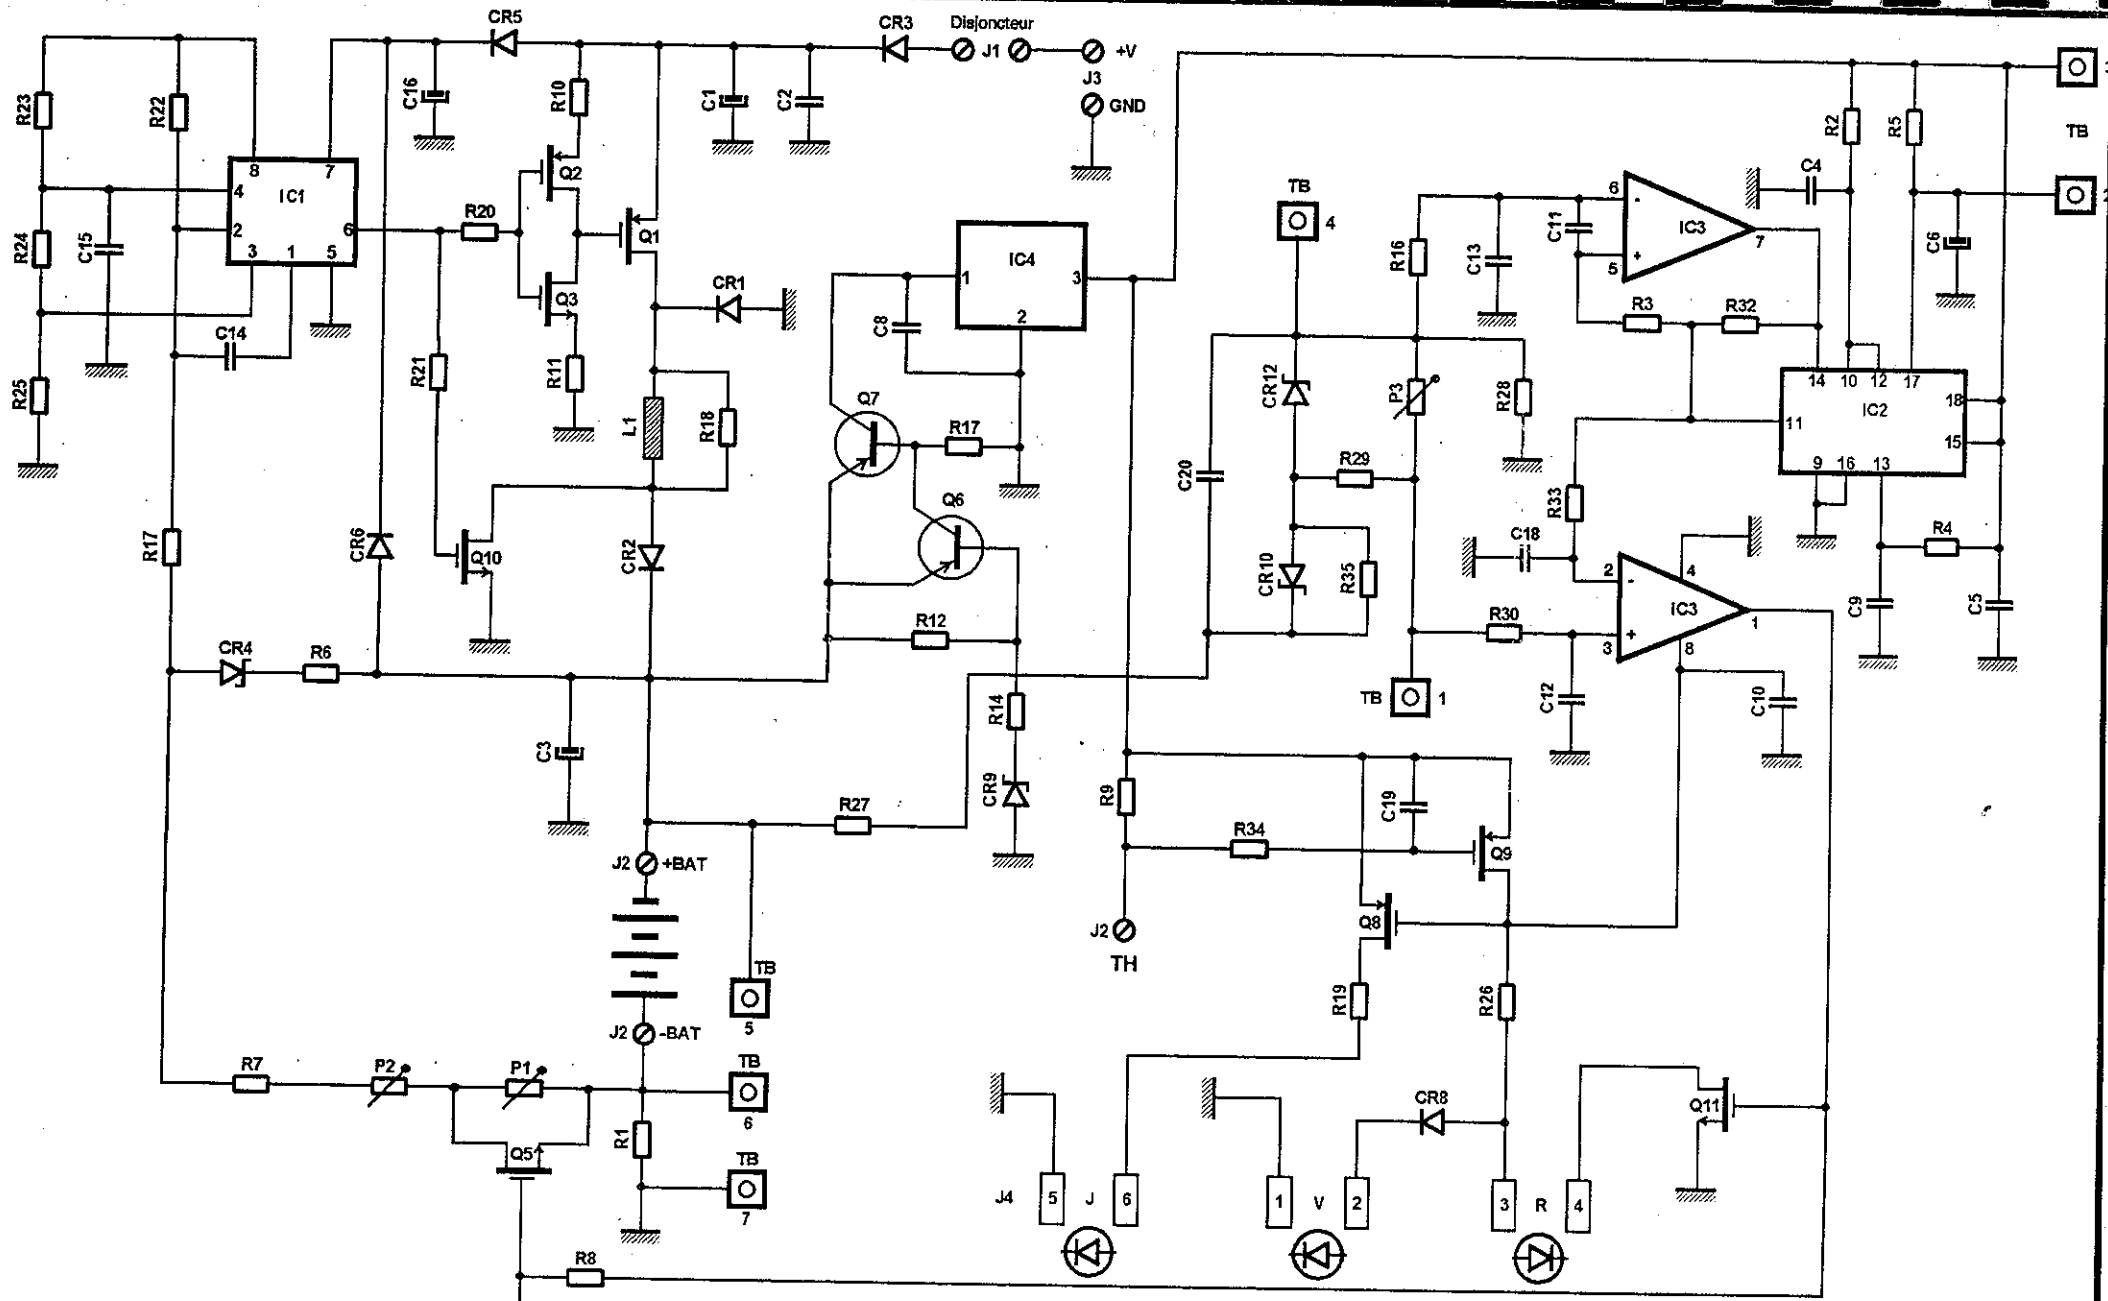 CR5
CR3
Disjoncteur
J1
+V
J3
GND
R23
R22
C16
R10
C1
C2
8
7
4
IC1
2
6
3
1
5
R24
C15
R20
Q2
Q1
Q3
CR1
C14
R25
R21
R11
L1
R18
R17
CR6
Q10
CR2
CR4
R6
C3
IC4
1
3
2
C8
Q7
R17
Q6
R12
R14
CR9
R27
TB
4
R16
C13
C11
6
-
IC3
7
+
5
R3
R32
C4
R2
R5
TB
C6
CR12
P3
R28
C20
R29
CR10
R35
14
10
12
17
11
IC2
18
15
9
16
13
R33
C18
R4
C9
C5
2
-
4
IC3
1
R30
+
3
8
C12
C10
TB
1
R9
C19
R34
Q9
Q8
J2
TH
R19
R26
J2
+BAT
TB
5
J2
-BAT
R7
P2
P1
TB
6
Q5
R1
TB
7
CR8
Q11
J4
5
J
6
1
V
2
3
R
4
R8